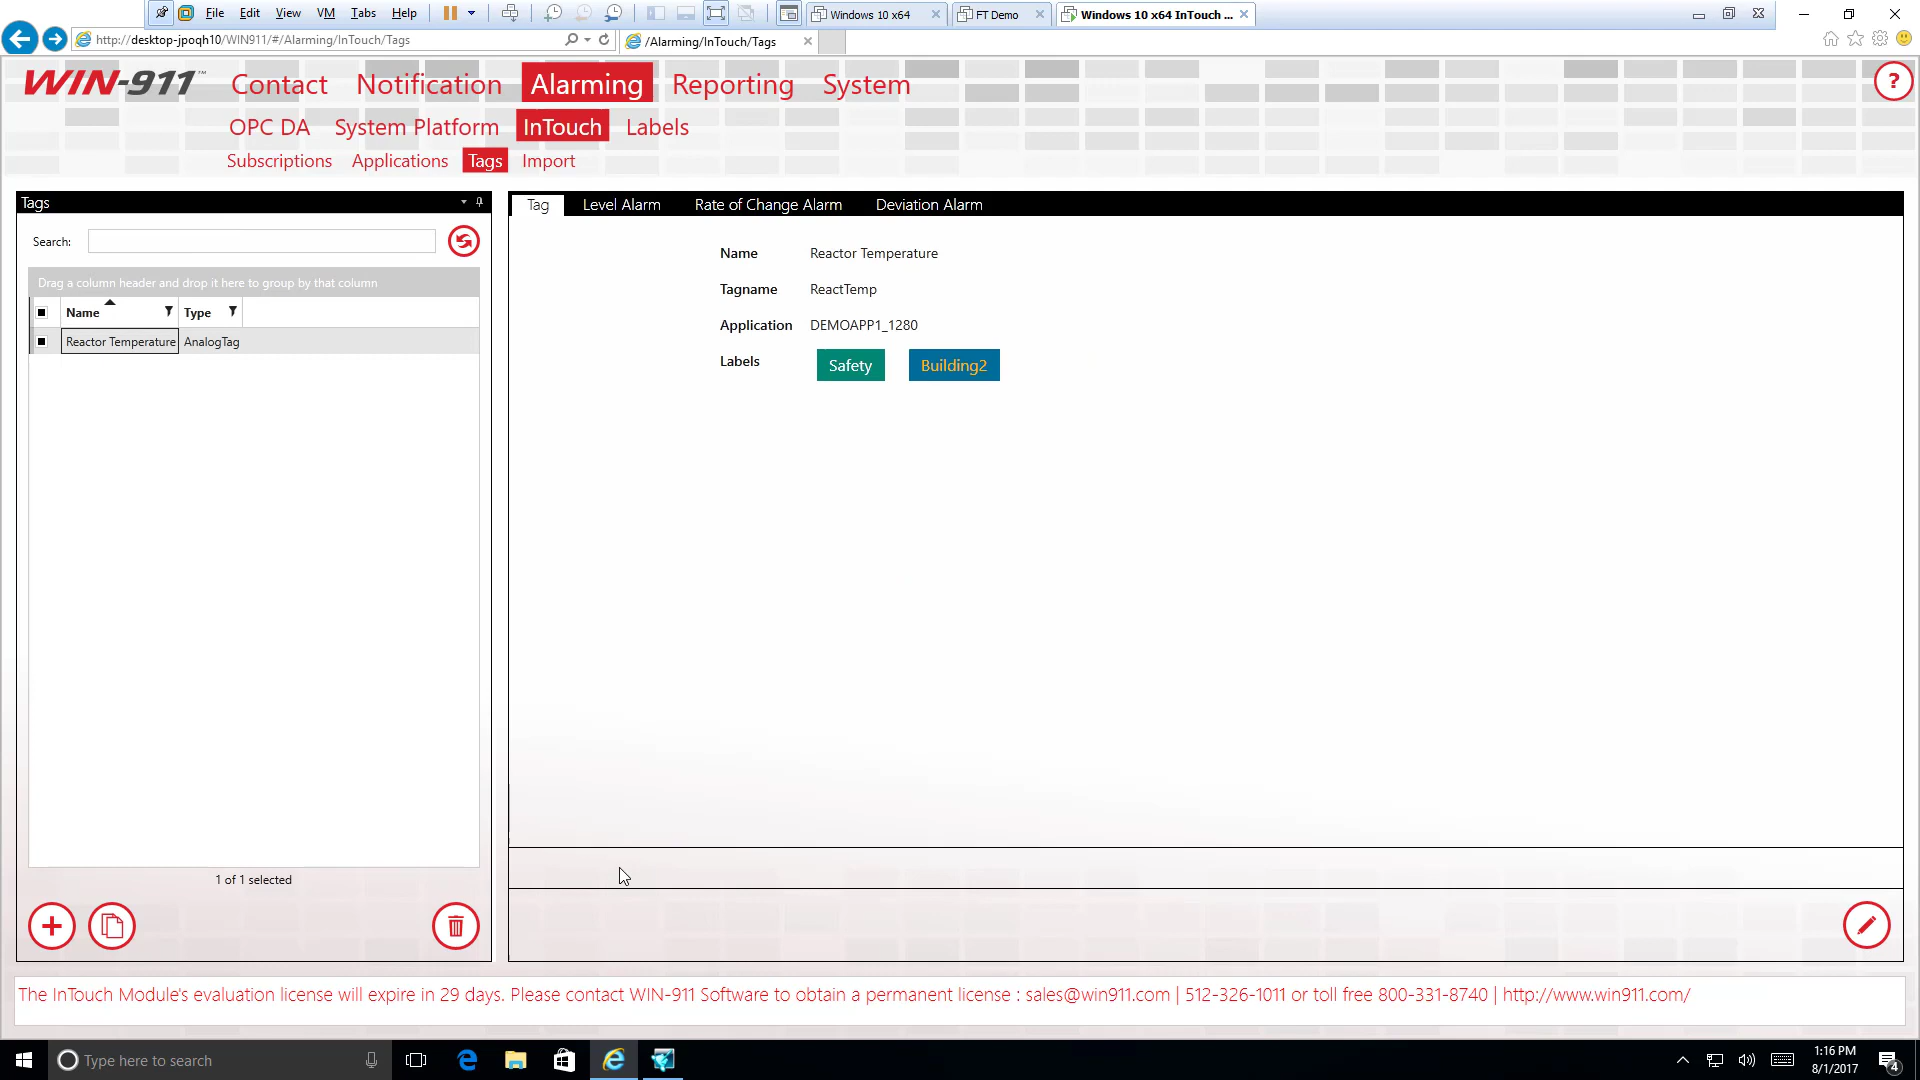 File Edit View VM Tabs Help Windows 10 x64 FT Demo Windows 10 x64 InTouch ...
http://desktop-jpoqh10/WIN911/#/Alarming/InTouch/Tags /Alarming/InTouch/Tags
WIN-911™ Contact Notification Alarming Reporting System ?
OPC DA System Platform InTouch Labels
Subscriptions Applications Tags Import
Tags
Search:
Drag a column header and drop it here to group by that column
Name Type
Reactor Temperature AnalogTag
1 of 1 selected
Tag Level Alarm Rate of Change Alarm Deviation Alarm
Name Reactor Temperature
Tagname ReactTemp
Application DEMOAPP1_1280
Labels Safety Building2
The InTouch Module's evaluation license will expire in 29 days. Please contact WIN-911 Software to obtain a permanent license : sales@win911.com | 512-326-1011 or toll free 800-331-8740 | http://www.win911.com/
Type here to search
1:16 PM
8/1/2017
4